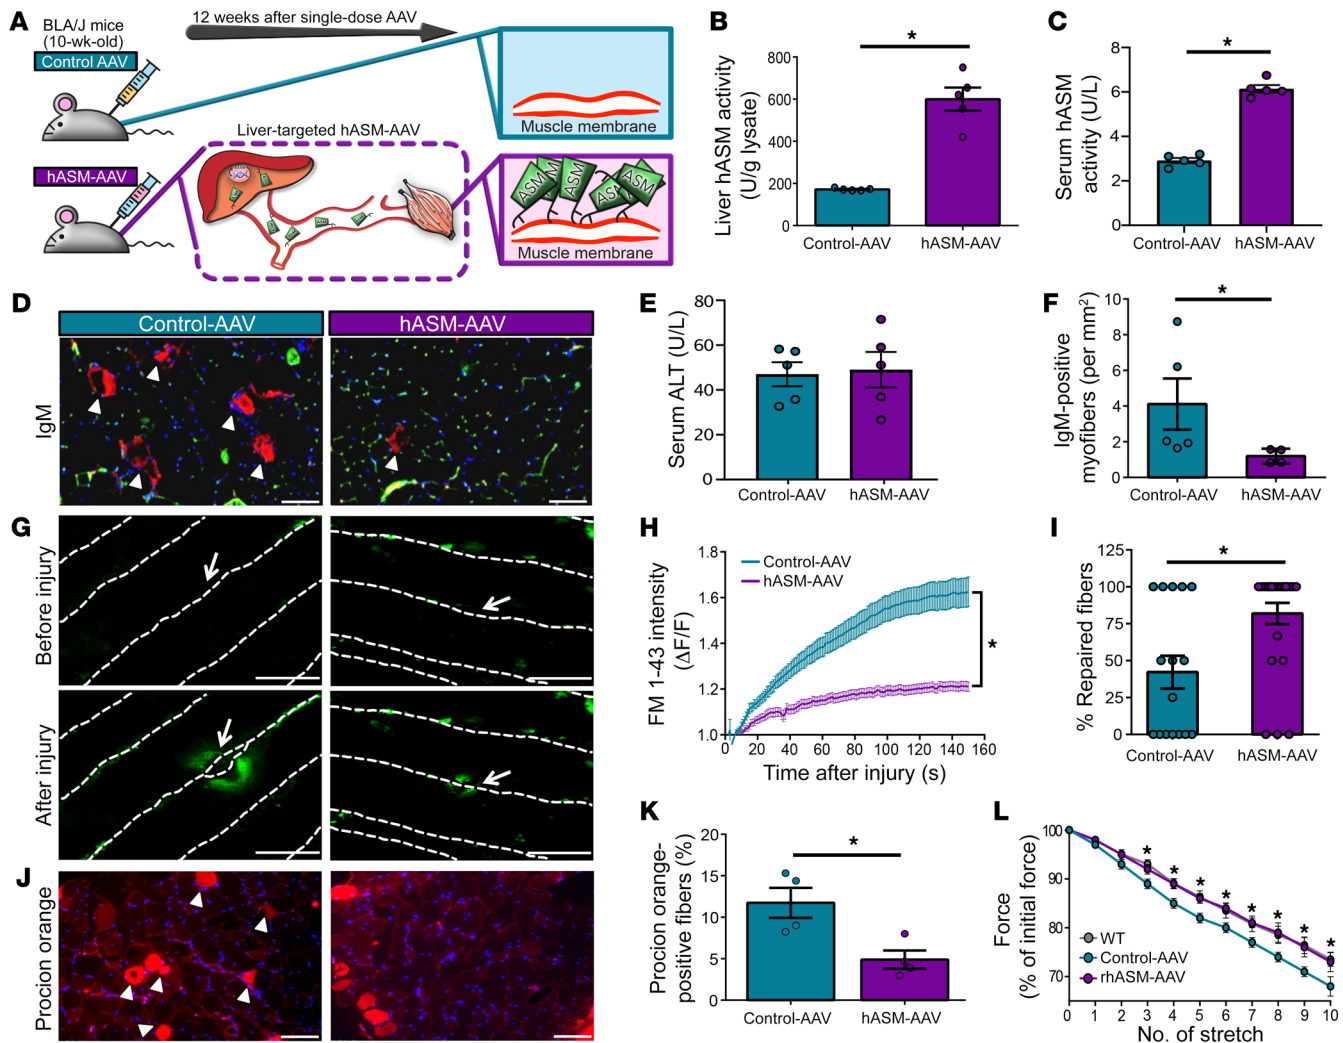 A
BLA/J mice
(10-wk-old)
12 weeks after single-dose AAV
Control AAV
Muscle membrane
Liver-targeted hASM-AAV
hASM-AAV
ASM
ASM
ASM
ASM
ASM
Muscle membrane
B
Liver hASM activity
(U/g lysate)
800
600
400
200
0
*
Control-AAV
hASM-AAV
C
Serum hASM
activity (U/L)
8
6
4
2
0
*
Control-AAV
hASM-AAV
D
Control-AAV
hASM-AAV
IgM
E
Serum ALT (U/L)
80
60
40
20
0
Control-AAV
hASM-AAV
F
IgM-positive
myofibers (per mm²)
10
8
6
4
2
0
*
Control-AAV
hASM-AAV
G
Before injury
After injury
H
FM 1-43 intensity
(ΔF/F)
1.8
1.6
1.4
1.2
1.0
Control-AAV
hASM-AAV
*
20 40 60 80 100 120 140 160
Time after injury (s)
I
% Repaired fibers
125
100
75
50
25
0
*
Control-AAV
hASM-AAV
J
Procion orange
K
Procion orange-
positive fibers (%)
20
15
10
5
0
*
Control-AAV
hASM-AAV
L
Force
(% of initial force)
100
90
80
70
* * * * * * * *
WT
Control-AAV
rhASM-AAV
0 1 2 3 4 5 6 7 8 9 10
No. of stretch